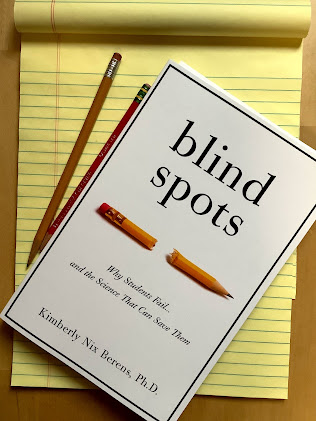 blind
spots
Why Students Fail...
and the Science That Can Save Them
Kimberly Nix Berens, Ph.D.